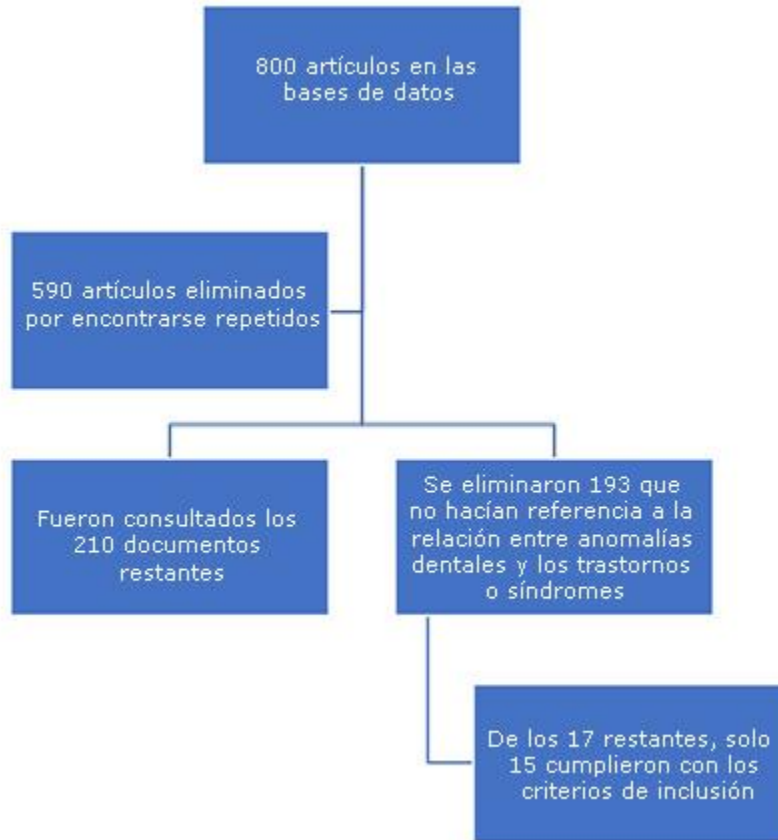 800 artículos en las
bases de datos
590 artículos eliminados
por encontrarse repetidos
Fueron consultados los
210 documentos
restantes
Se eliminaron 193 que
no hacían referencia a la
relación entre anomalías
dentales y los trastornos
o síndromes
De los 17 restantes, solo
15 cumplieron con los
criterios de inclusión